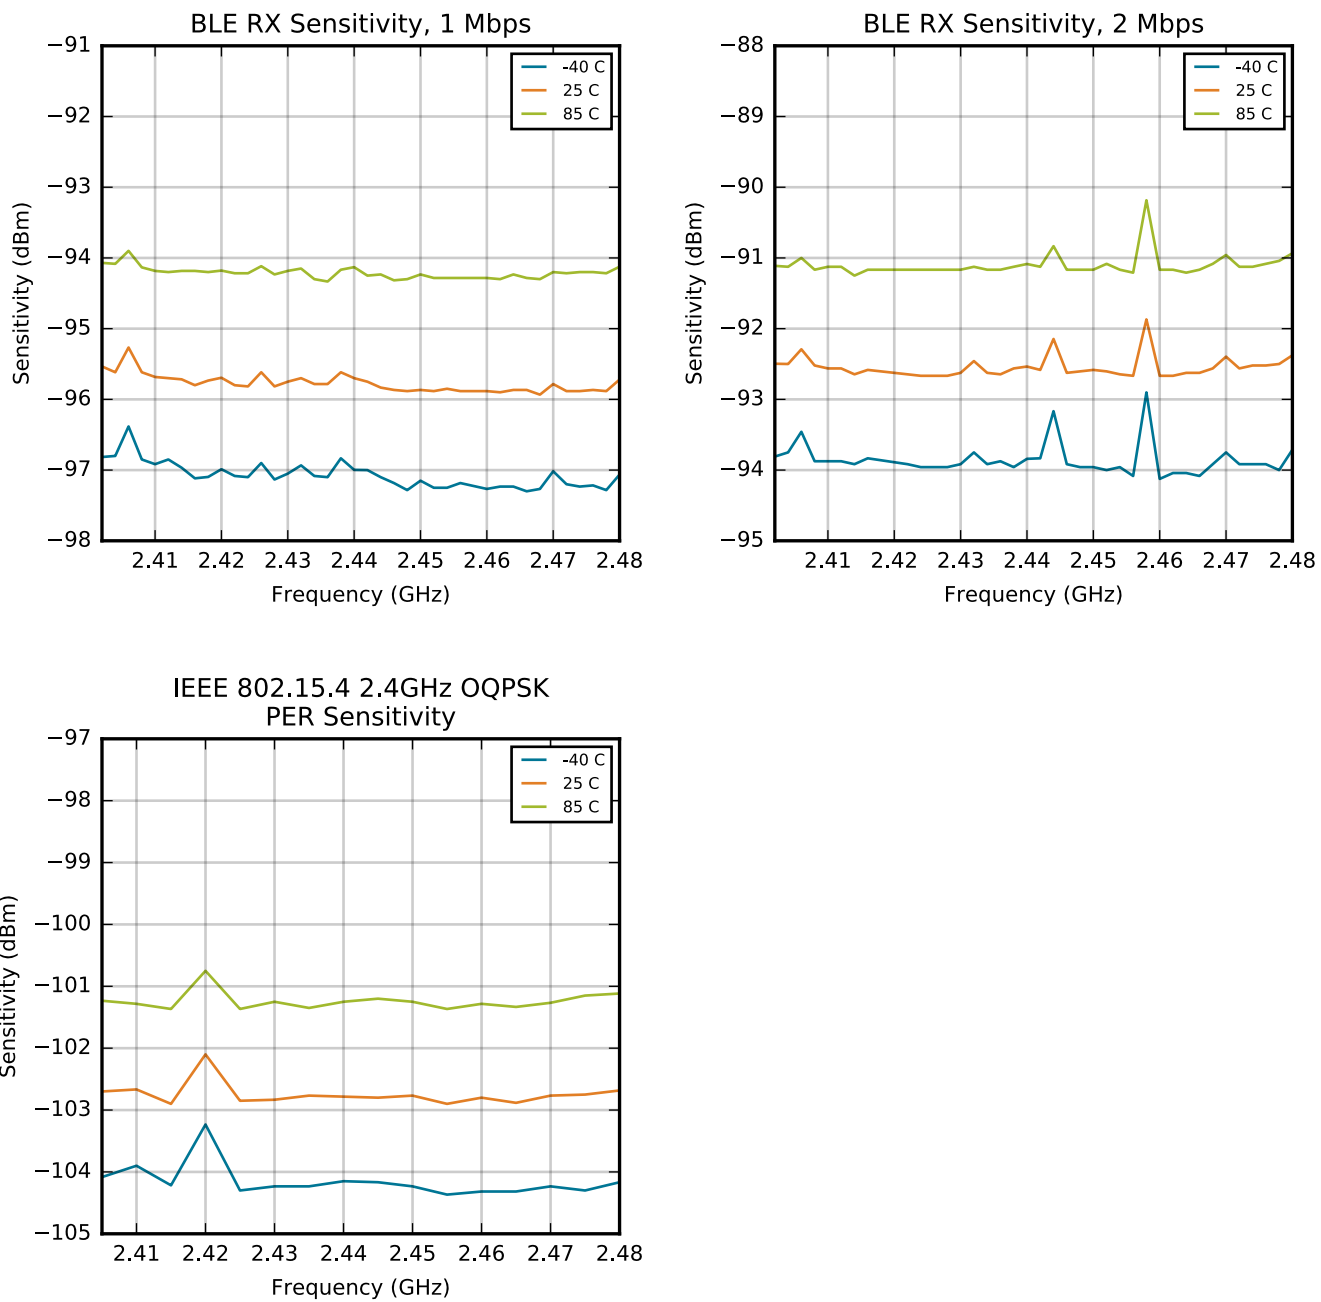 BLE RX Sensitivity, 1 Mbps
−91
−92
−93
−94
−95
−96
−97
−98
Sensitivity (dBm)
-40 C
25 C
85 C
2.41 2.42 2.43 2.44 2.45 2.46 2.47 2.48
Frequency (GHz)
BLE RX Sensitivity, 2 Mbps
−88
−89
−90
−91
−92
−93
−94
−95
Sensitivity (dBm)
-40 C
25 C
85 C
2.41 2.42 2.43 2.44 2.45 2.46 2.47 2.48
Frequency (GHz)
IEEE 802.15.4 2.4GHz OQPSK
PER Sensitivity
−97
−98
−99
−100
−101
−102
−103
−104
−105
Sensitivity (dBm)
-40 C
25 C
85 C
2.41 2.42 2.43 2.44 2.45 2.46 2.47 2.48
Frequency (GHz)